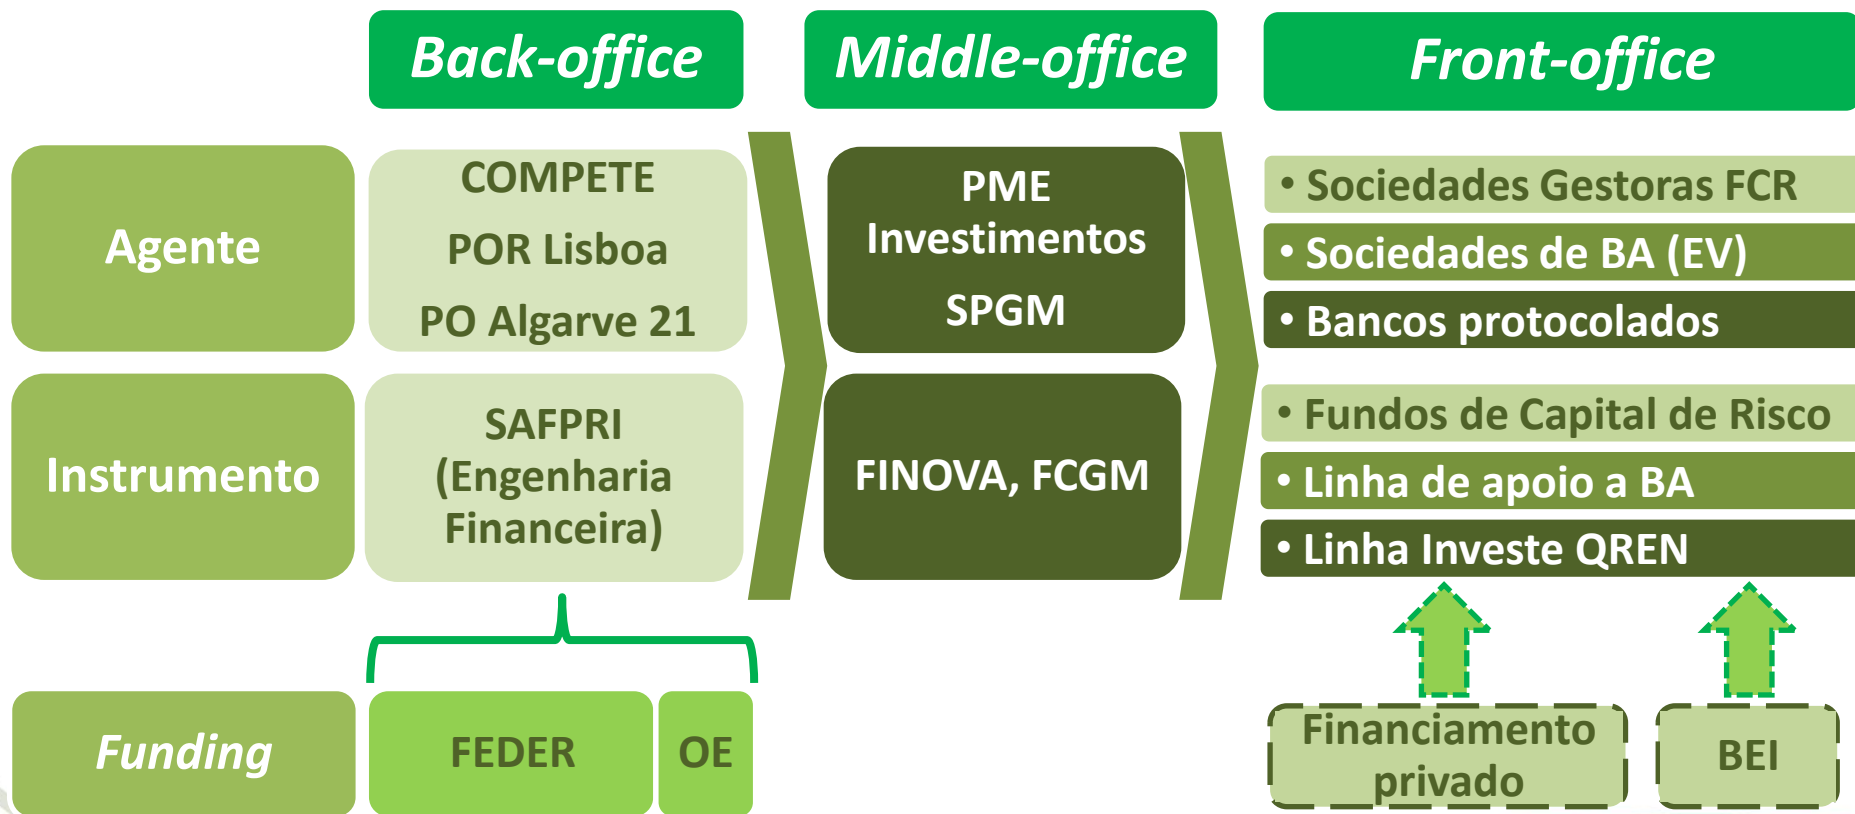 Back-office
Middle-office
Front-office
Agente
COMPETE
POR Lisboa
PO Algarve 21
PME
Investimentos
SPGM
• Sociedades Gestoras FCR
• Sociedades de BA (EV)
• Bancos protocolados
Instrumento
SAFPRI
(Engenharia
Financeira)
FINOVA, FCGM
• Fundos de Capital de Risco
• Linha de apoio a BA
• Linha Investe QREN
Funding
FEDER
OE
Financiamento
privado
BEI